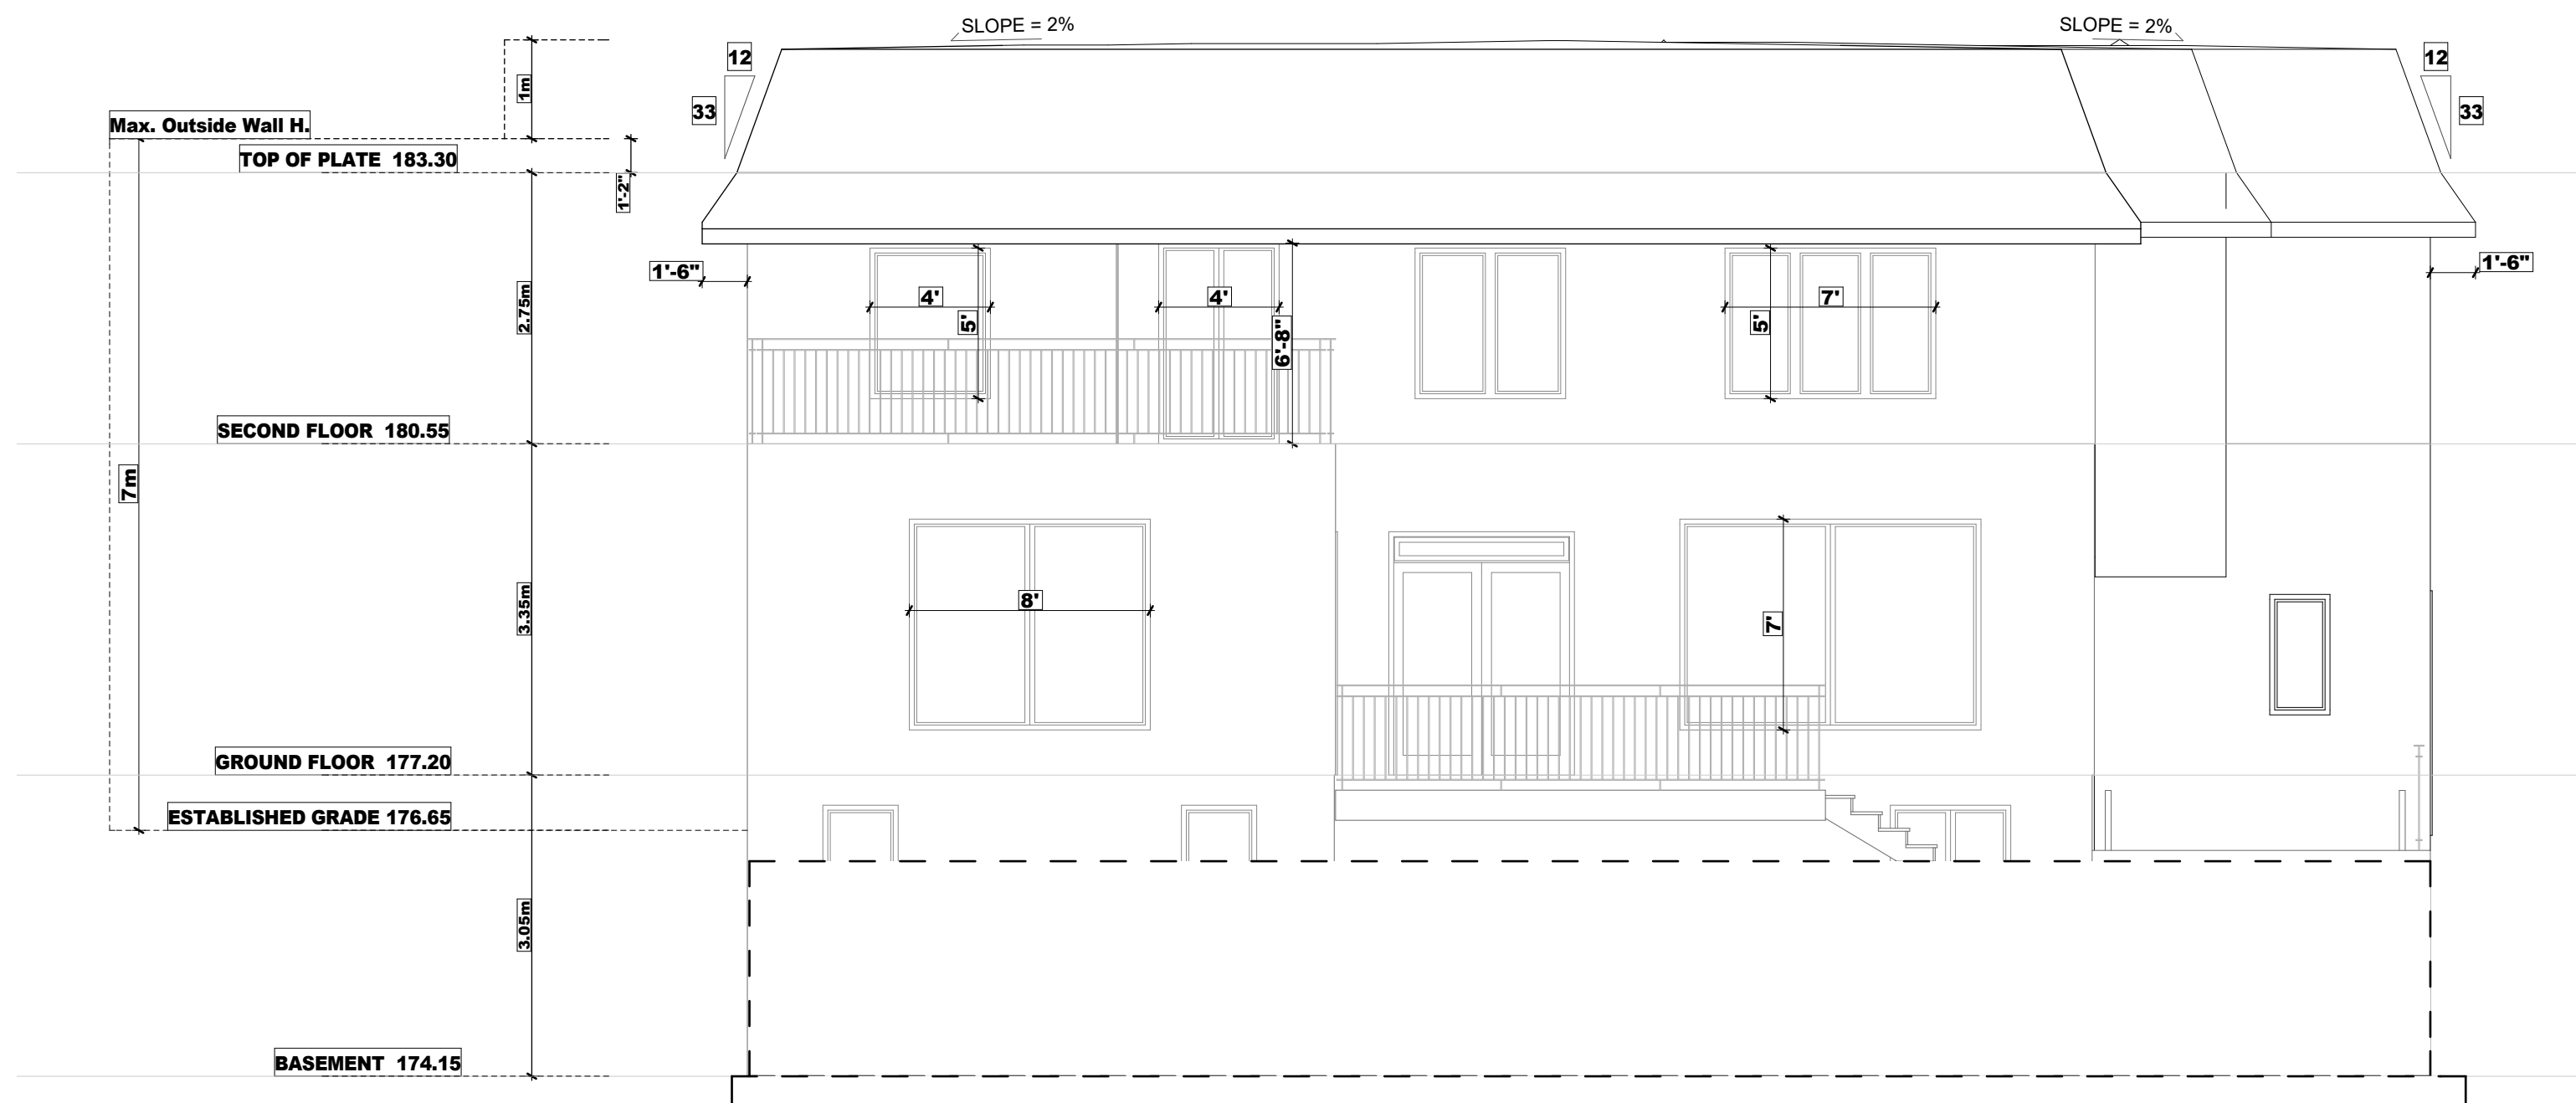 SLOPE = 2%
SLOPE = 2%
12
12
33
33
1m
Max. Outside Wall H.
TOP OF PLATE 183.30
1'-2"
1'-6"
1'-6"
2.75m
4'
5'
4'
6'-8"
7'
5'
SECOND FLOOR 180.55
7m
3.35m
8'
7'
GROUND FLOOR 177.20
ESTABLISHED GRADE 176.65
3.05m
BASEMENT 174.15